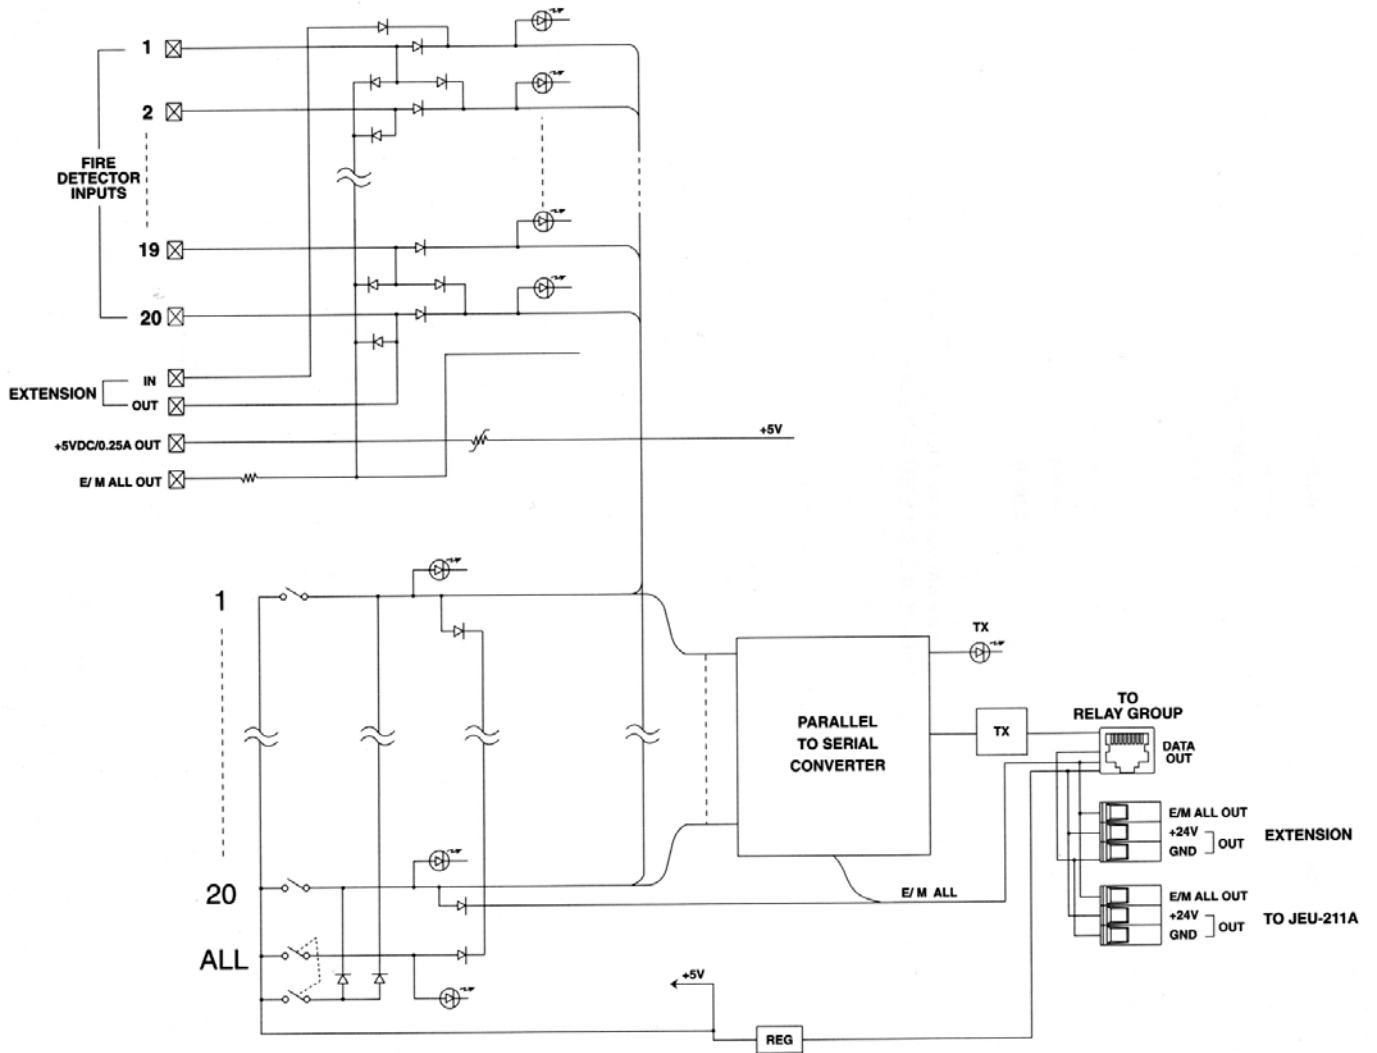 1
2
FIRE
DETECTOR
INPUTS
19
20
IN
EXTENSION
OUT
+5VDC/0.25A OUT
+5V
E/ M ALL OUT
1
TX
PARALLEL
TO SERIAL
CONVERTER
TX
TO
RELAY GROUP
DATA
OUT
E/M ALL OUT
+24V
OUT
GND
EXTENSION
20
E/ M ALL
E/M ALL OUT
+24V
OUT
GND
TO JEU-211A
ALL
+5V
REG